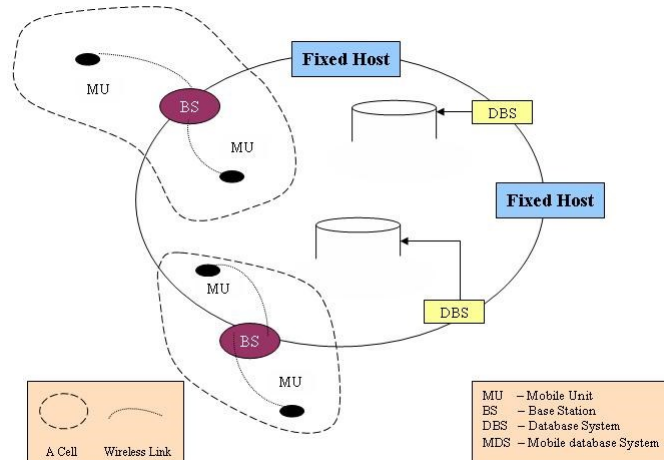 Fixed Host
MU
BS
DBS
MU
Fixed Host
MU
DBS
BS
MU
A Cell
Wireless Link
MU – Mobile Unit
BS – Base Station
DBS – Database System
MDS – Mobile database System